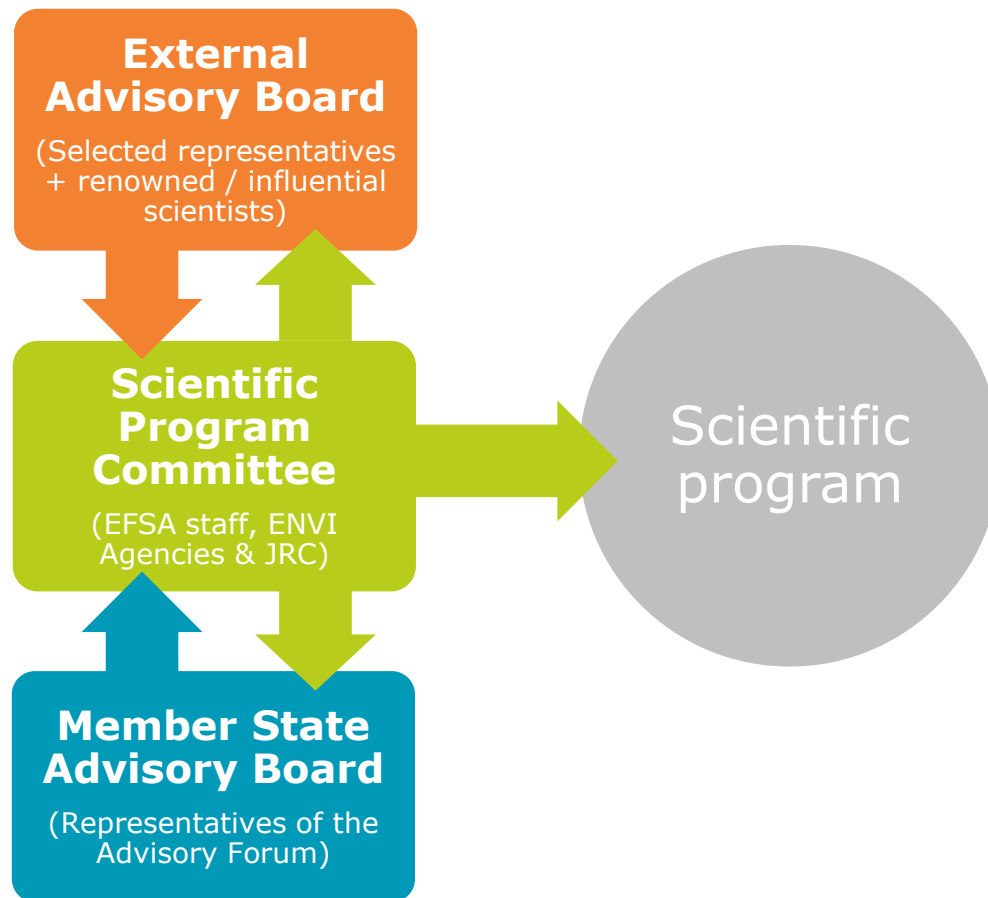 External
Advisory Board
(Selected representatives
+ renowned / influential
scientists)
Scientific
Program
Committee
(EFSA staff, ENVI
Agencies & JRC)
Scientific
program
Member State
Advisory Board
(Representatives of the
Advisory Forum)